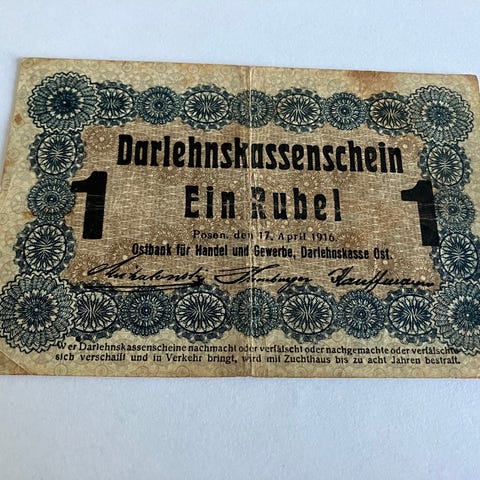 Darlehnskassenschein
1 Ein Rubel 1
Posen, den 17. April 1916.
Ostbank für Handel und Gewerbe, Darlehnskasse Ost.
Kauffmann
Wer Darlehnskassenscheine nachmacht oder verfälscht oder nachgemachte oder verfälschte
sich verschafft und in Verkehr bringt, wird mit Zuchthaus bis zu acht Jahren bestraft.